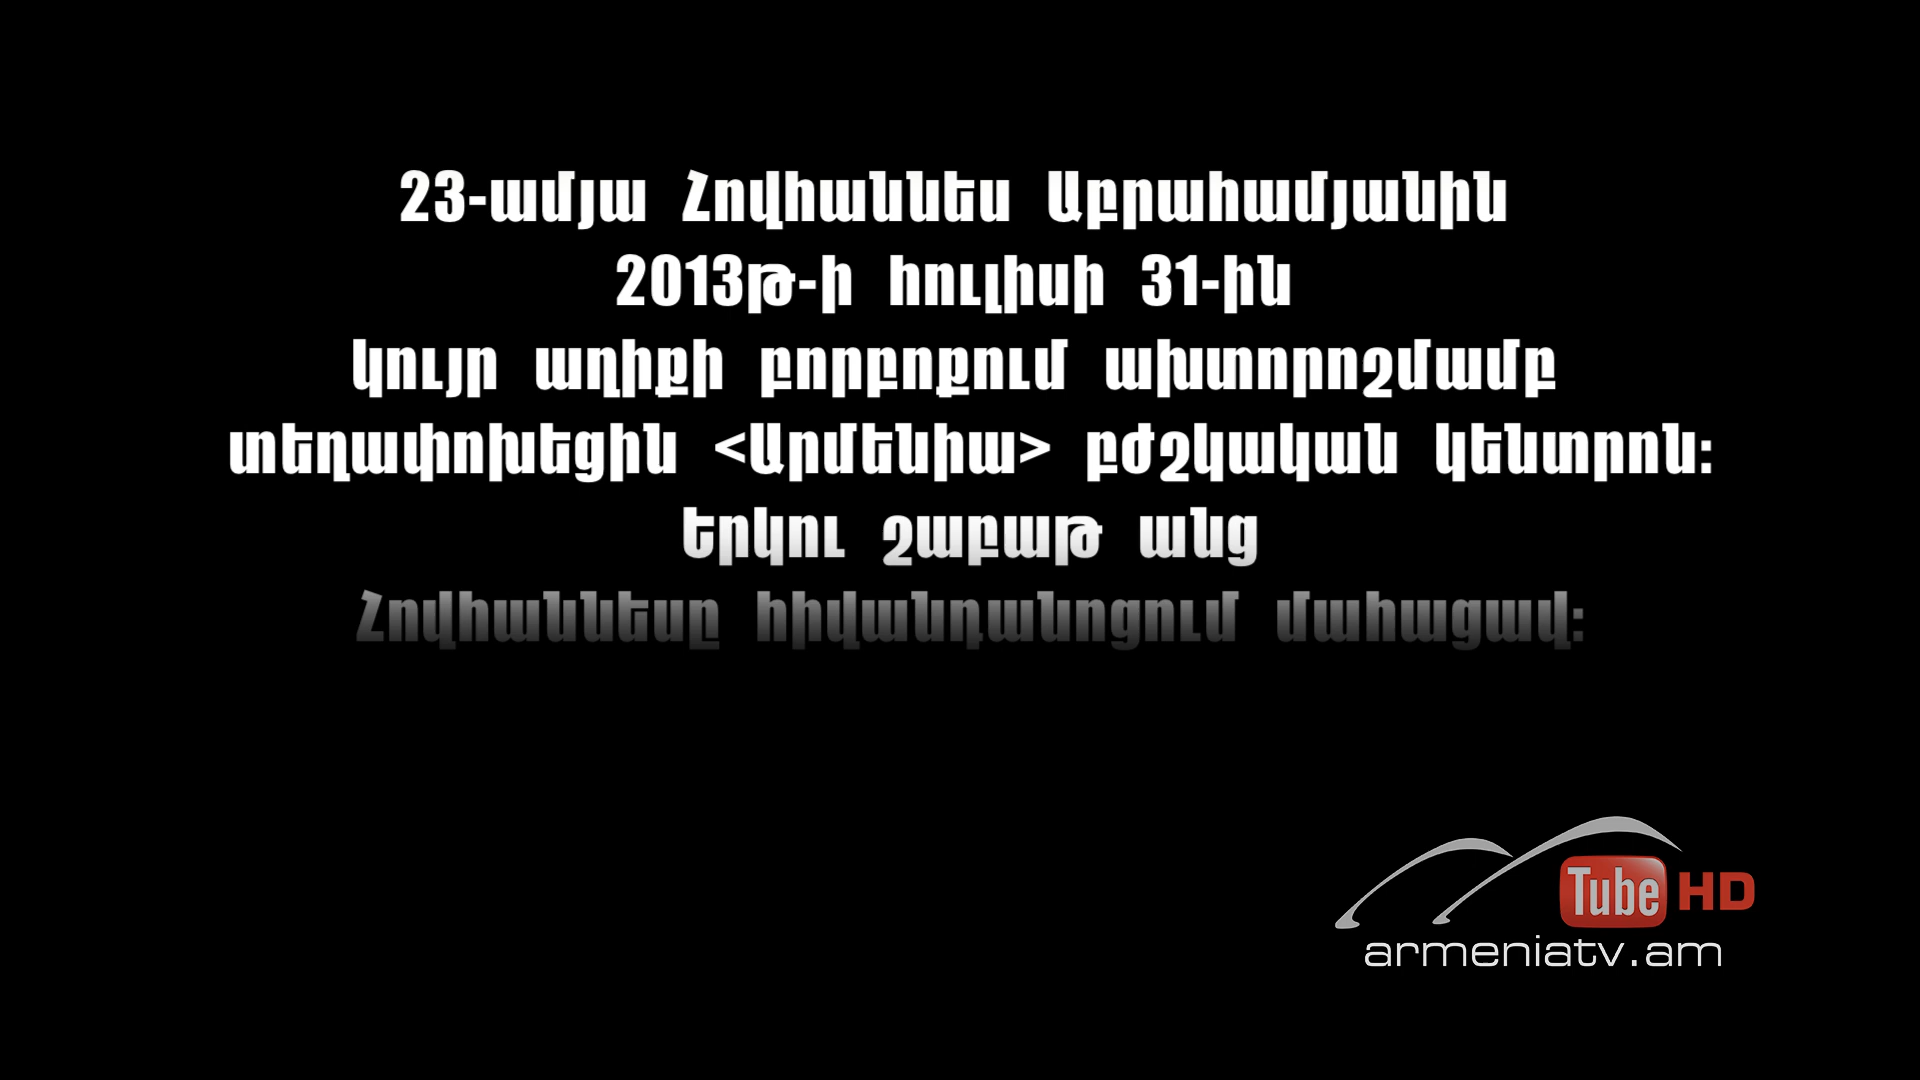 23-ամյա Հովհաննես Աբրահամյանին
2013թ-ի հուլիսի 31-ին
կույր աղիքի բորբոքում ախտորոշմամբ
տեղափոխեցին <Արմենիա> բժշկական կենտրոն:
Երկու շաբաթ անց
Հովհաննեսը հիվանդանոցում մահացավ:
Tube HD
armeniatv.am